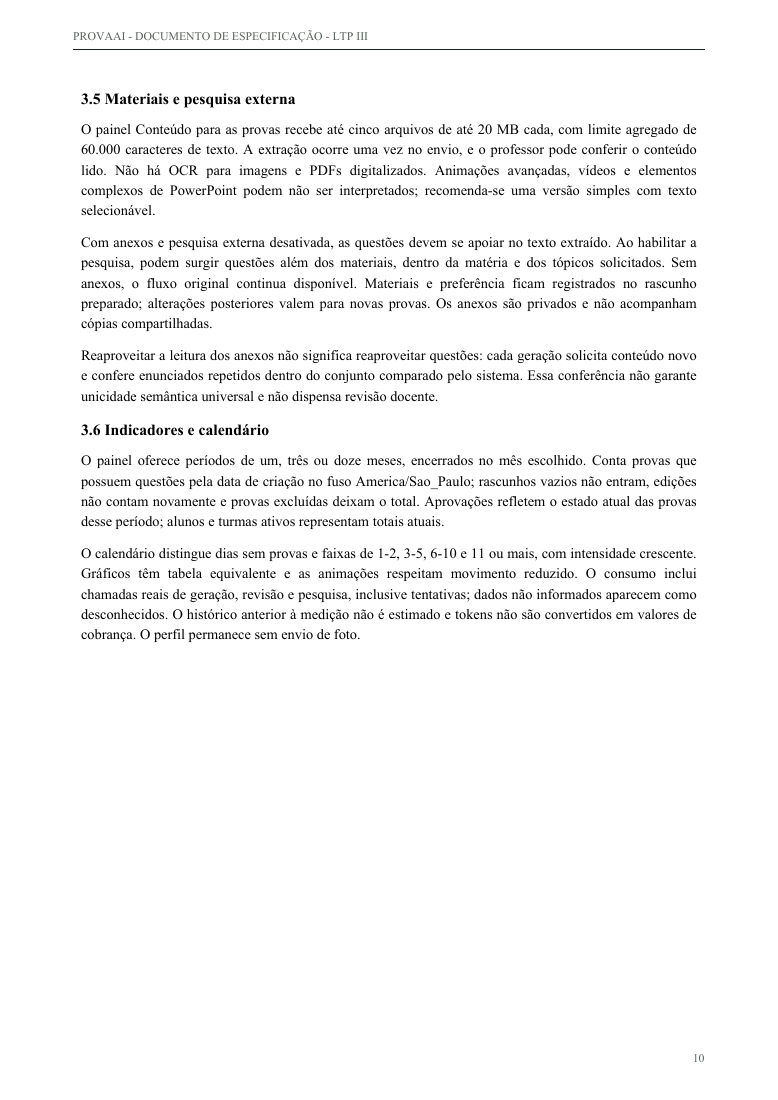 PROVAAI - DOCUMENTO DE ESPECIFICAÇÃO - LTP III
3.5 Materiais e pesquisa externa
O painel Conteúdo para as provas recebe até cinco arquivos de até 20 MB cada, com limite agregado de
60.000 caracteres de texto. A extração ocorre uma vez no envio, e o professor pode conferir o conteúdo
lido. Não há OCR para imagens e PDFs digitalizados. Animações avançadas, vídeos e elementos
complexos de PowerPoint podem não ser interpretados; recomenda-se uma versão simples com texto
selecionável.
Com anexos e pesquisa externa desativada, as questões devem se apoiar no texto extraído. Ao habilitar a
pesquisa, podem surgir questões além dos materiais, dentro da matéria e dos tópicos solicitados. Sem
anexos, o fluxo original continua disponível. Materiais e preferência ficam registrados no rascunho
preparado; alterações posteriores valem para novas provas. Os anexos são privados e não acompanham
cópias compartilhadas.
Reaproveitar a leitura dos anexos não significa reaproveitar questões: cada geração solicita conteúdo novo
e confere enunciados repetidos dentro do conjunto comparado pelo sistema. Essa conferência não garante
unicidade semântica universal e não dispensa revisão docente.
3.6 Indicadores e calendário
O painel oferece períodos de um, três ou doze meses, encerrados no mês escolhido. Conta provas que
possuem questões pela data de criação no fuso America/Sao_Paulo; rascunhos vazios não entram, edições
não contam novamente e provas excluídas deixam o total. Aprovações refletem o estado atual das provas
desse período; alunos e turmas ativos representam totais atuais.
O calendário distingue dias sem provas e faixas de 1-2, 3-5, 6-10 e 11 ou mais, com intensidade crescente.
Gráficos têm tabela equivalente e as animações respeitam movimento reduzido. O consumo inclui
chamadas reais de geração, revisão e pesquisa, inclusive tentativas; dados não informados aparecem como
desconhecidos. O histórico anterior à medição não é estimado e tokens não são convertidos em valores de
cobrança. O perfil permanece sem envio de foto.
10